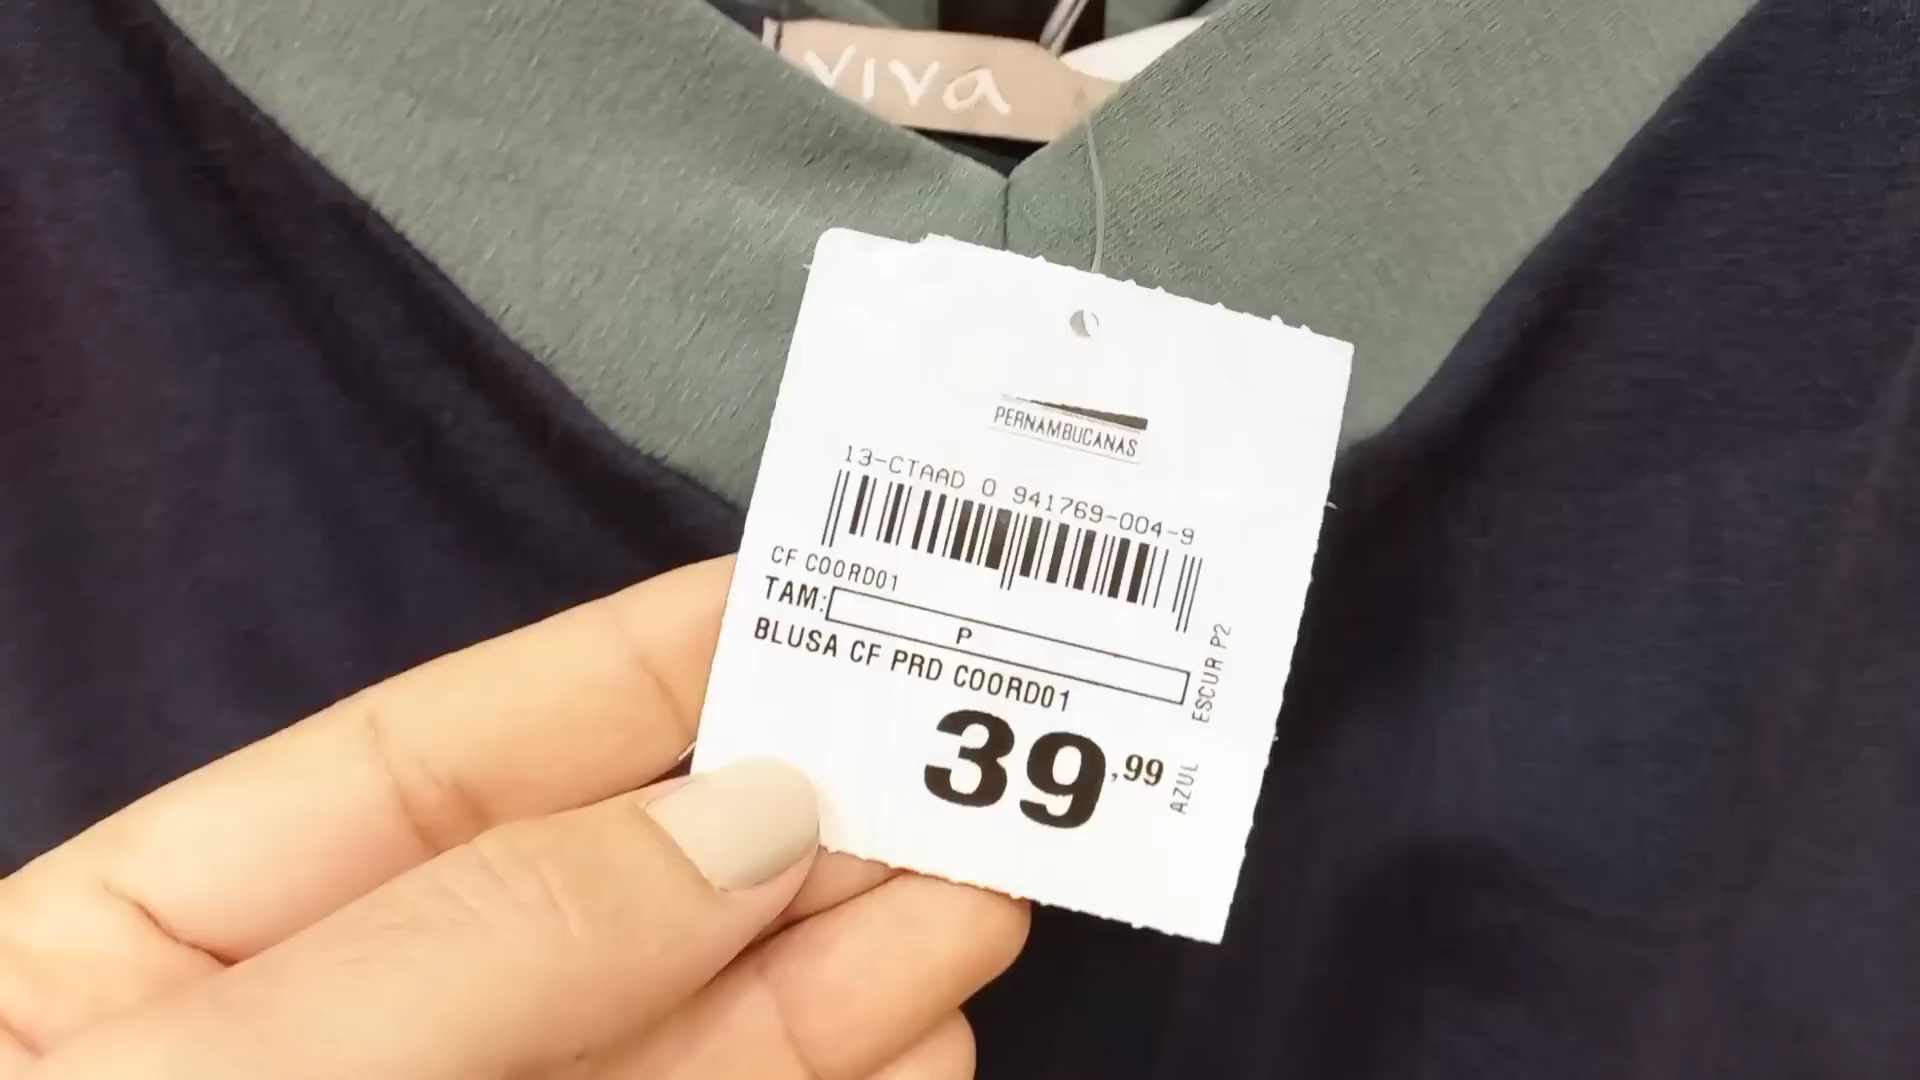 viva
PERNAMBUCANAS
13-CTAAD 0 941769-004-9
CF COORD01
TAM: P
BLUSA CF PRD COORD01
39,99
AZUL ESCUR P2